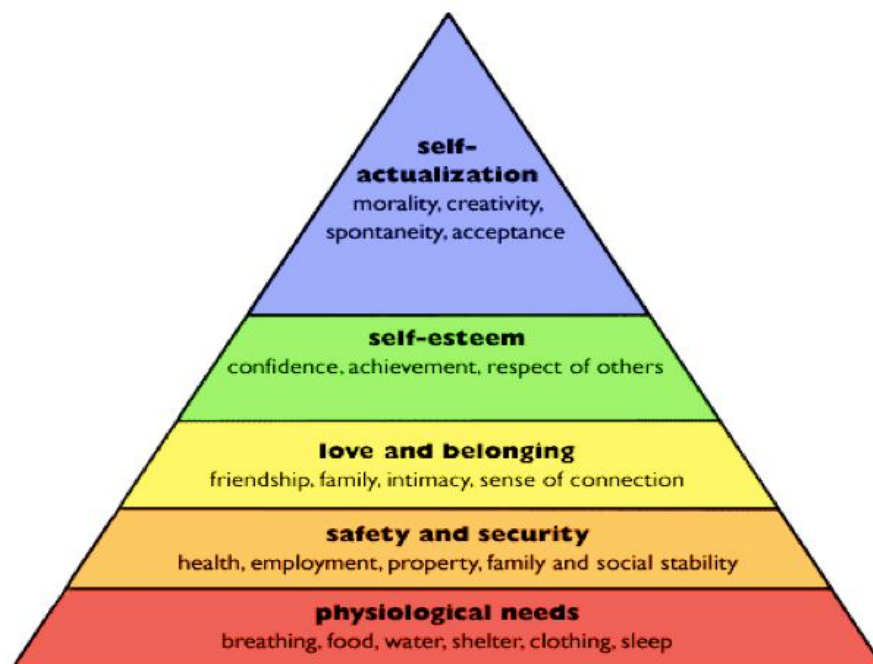 self-
actualization
morality, creativity,
spontaneity, acceptance
self-esteem
confidence, achievement, respect of others
love and belonging
friendship, family, intimacy, sense of connection
safety and security
health, employment, property, family and social stability
physiological needs
breathing, food, water, shelter, clothing, sleep